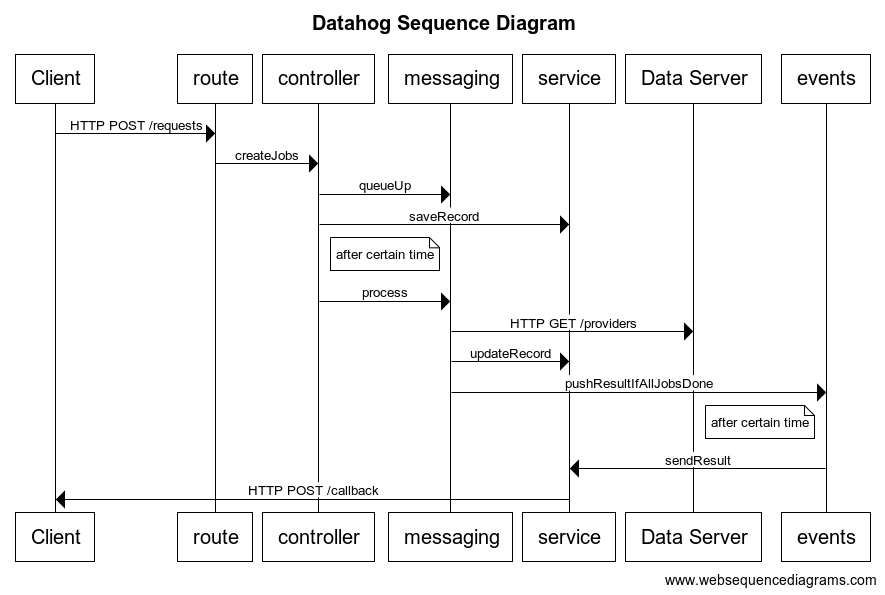 Datahog Sequence Diagram
Client route controller messaging service Data Server events
HTTP POST /requests
createJobs
queueUp
saveRecord
after certain time
process
HTTP GET /providers
updateRecord
pushResultIfAllJobsDone
after certain time
sendResult
HTTP POST /callback
Client route controller messaging service Data Server events
www.websequencediagrams.com